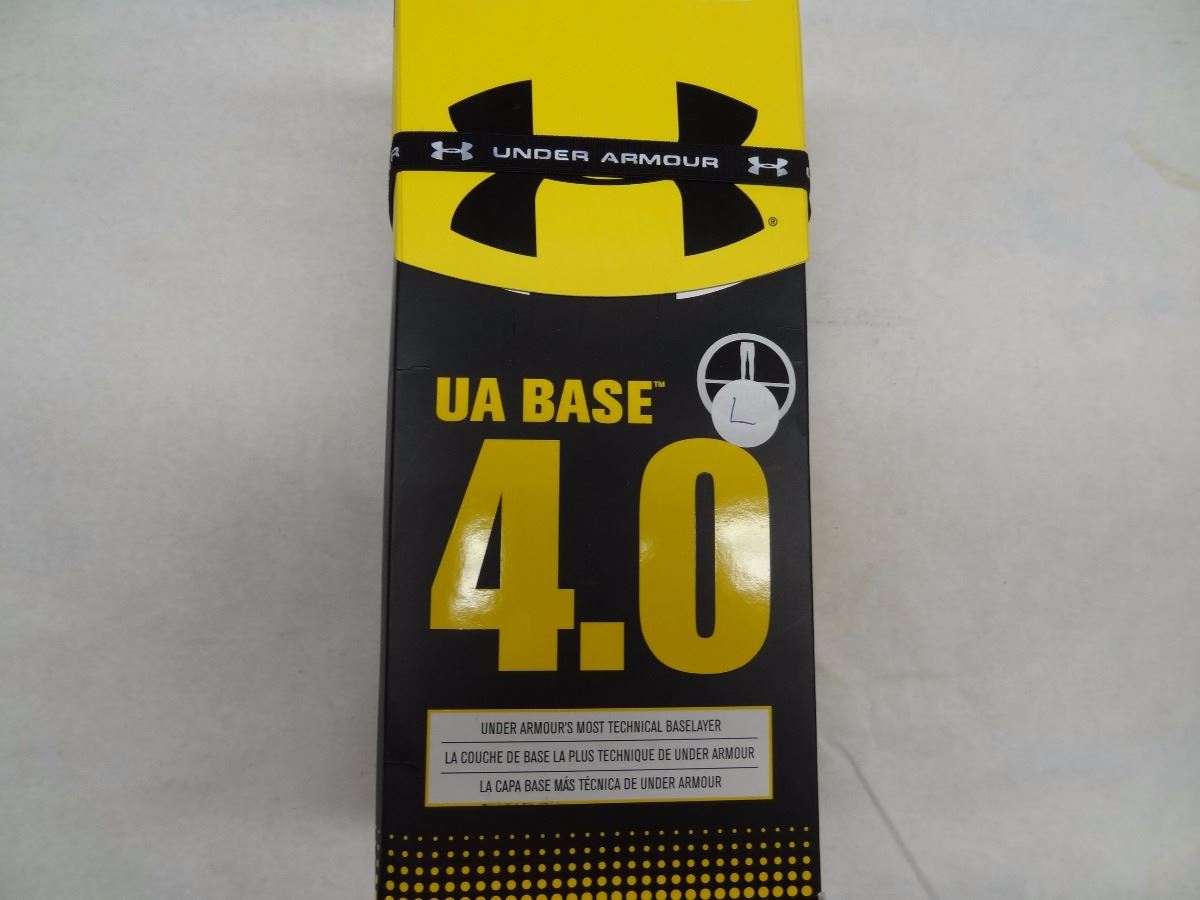 UNDER ARMOUR
®
UA BASE™
L
4.0
UNDER ARMOUR'S MOST TECHNICAL BASELAYER
LA COUCHE DE BASE LA PLUS TECHNIQUE DE UNDER ARMOUR
LA CAPA BASE MÁS TÉCNICA DE UNDER ARMOUR